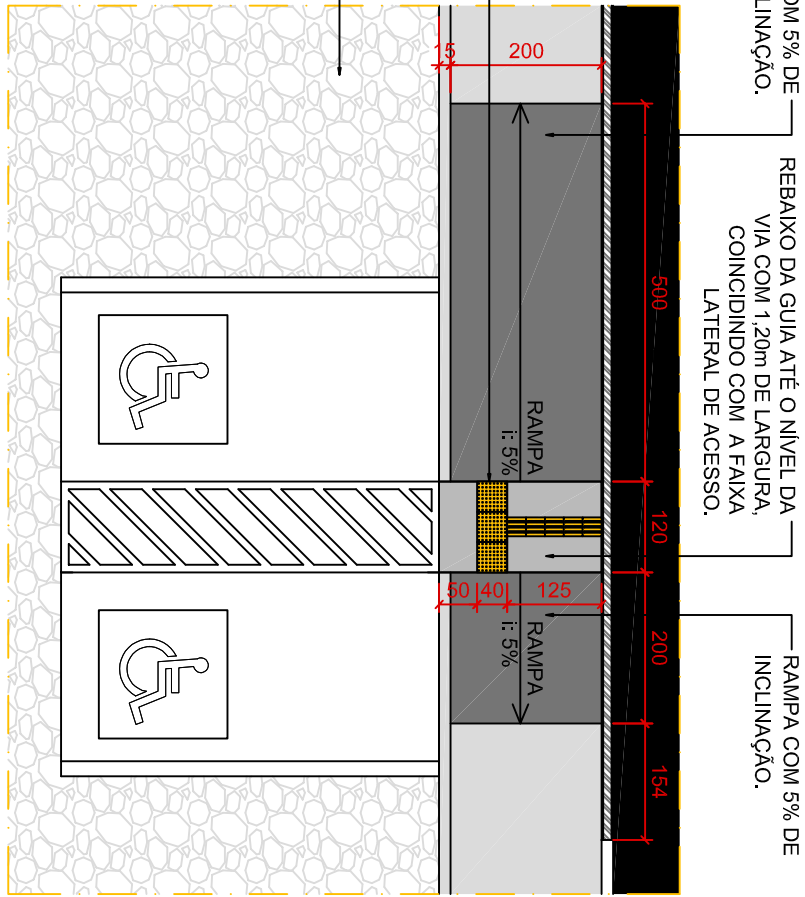 OM 5% DE
LINAÇÃO.
REBAIXO DA GUIA ATÉ O NÍVEL DA
VIA COM 1,20m DE LARGURA,
COINCIDINDO COM A FAIXA
LATERAL DE ACESSO.
RAMPA COM 5% DE
INCLINAÇÃO.
15
200
500
120
200
154
RAMPA
i: 5%
50
40
125
RAMPA
i: 5%